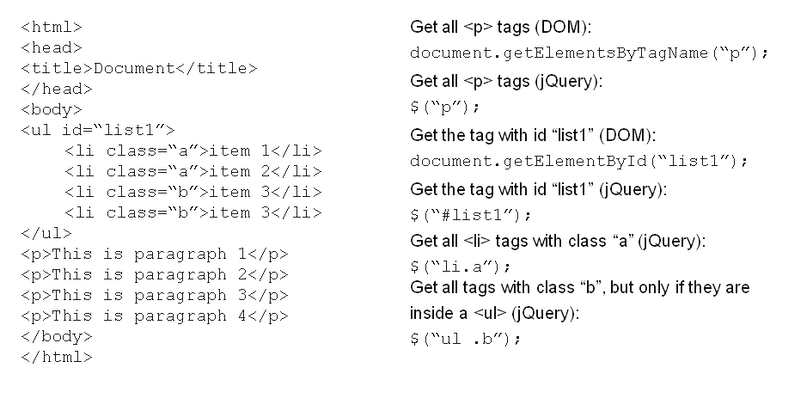 <html>
<head>
<title>Document</title>
</head>
<body>
<ul id=“list1”>
<li class=“a”>item 1</li>
<li class=“a”>item 2</li>
<li class=“b”>item 3</li>
<li class=“b”>item 3</li>
</ul>
<p>This is paragraph 1</p>
<p>This is paragraph 2</p>
<p>This is paragraph 3</p>
<p>This is paragraph 4</p>
</body>
</html>
Get all <p> tags (DOM):
document.getElementsByTagName(“p”);
Get all <p> tags (jQuery):
$(“p”);
Get the tag with id “list1” (DOM):
document.getElementById(“list1”);
Get the tag with id “list1” (jQuery):
$(“#list1”);
Get all <li> tags with class “a” (jQuery):
$(“li.a”);
Get all tags with class “b”, but only if they are
inside a <ul> (jQuery):
$(“ul .b”);